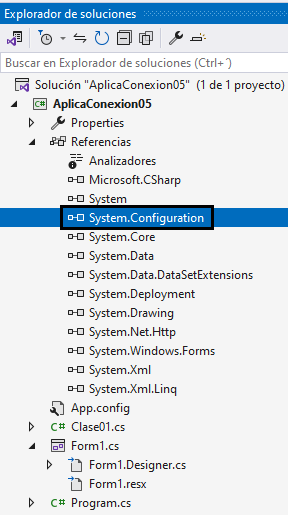 Explorador de soluciones
Buscar en Explorador de soluciones (Ctrl+´)
Solución "AplicaConexion05" (1 de 1 proyecto)
C# AplicaConexion05
Properties
Referencias
Analizadores
Microsoft.CSharp
System
System.Configuration
System.Core
System.Data
System.Data.DataSetExtensions
System.Deployment
System.Drawing
System.Net.Http
System.Windows.Forms
System.Xml
System.Xml.Linq
App.config
C# Clase01.cs
Form1.cs
Form1.Designer.cs
Form1.resx
C# Program.cs